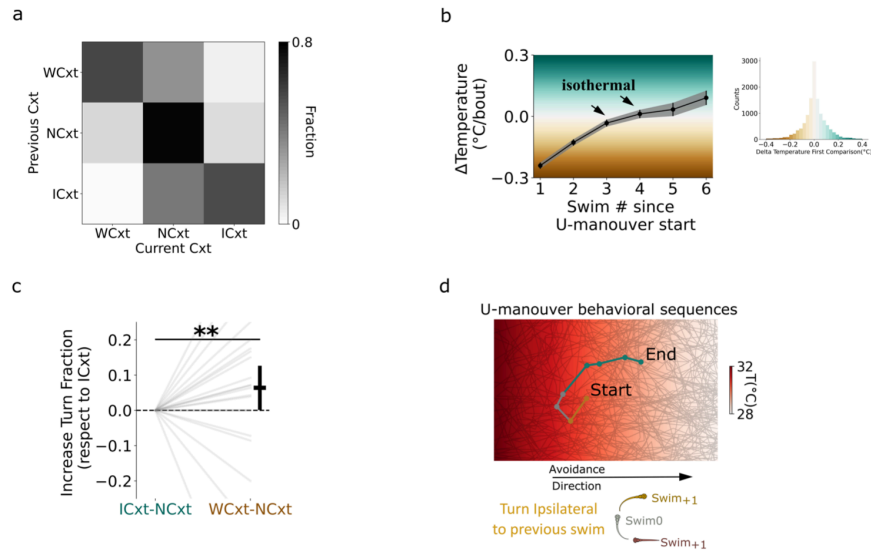 a
WCxt
NCxt
ICxt
Previous Cxt
WCxt
NCxt
ICxt
Current Cxt
0.8
0
Fraction
b
0.3
0.0
−0.3
ΔTemperature
(°C/bout)
isothermal
1 2 3 4 5 6
Swim # since
U-manouver start
3000
2000
1000
0
Counts
−0.4 −0.2 0.0 0.2 0.4
Delta Temperature First Comparison(°C)
c
**
0.2
0.1
0.0
−0.1
−0.2
Increase Turn Fraction
(respect to ICxt)
ICxt-NCxt
WCxt-NCxt
d
U-manouver behavioral sequences
End
Start
32
28
T(°C)
Avoidance
Direction
Turn Ipsilateral
to previous swim
Swim+1
Swim0
Swim+1